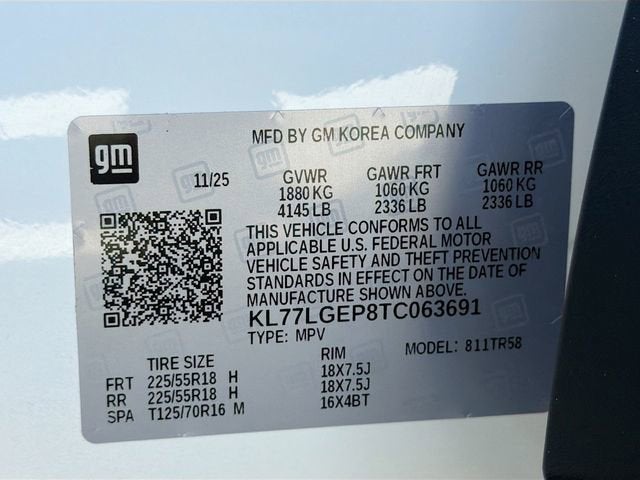 MFD BY GM KOREA COMPANY
gm
11/25
GVWR GAWR FRT GAWR RR
1880 KG 1060 KG 1060 KG
4145 LB 2336 LB 2336 LB
THIS VEHICLE CONFORMS TO ALL
APPLICABLE U.S. FEDERAL MOTOR
VEHICLE SAFETY AND THEFT PREVENTION
STANDARDS IN EFFECT ON THE DATE OF
MANUFACTURE SHOWN ABOVE.
KL77LGEP8TC063691
TYPE: MPV MODEL: 811TR58
TIRE SIZE RIM
FRT 225/55R18 H 18X7.5J
RR 225/55R18 H 18X7.5J
SPA T125/70R16 M 16X4BT